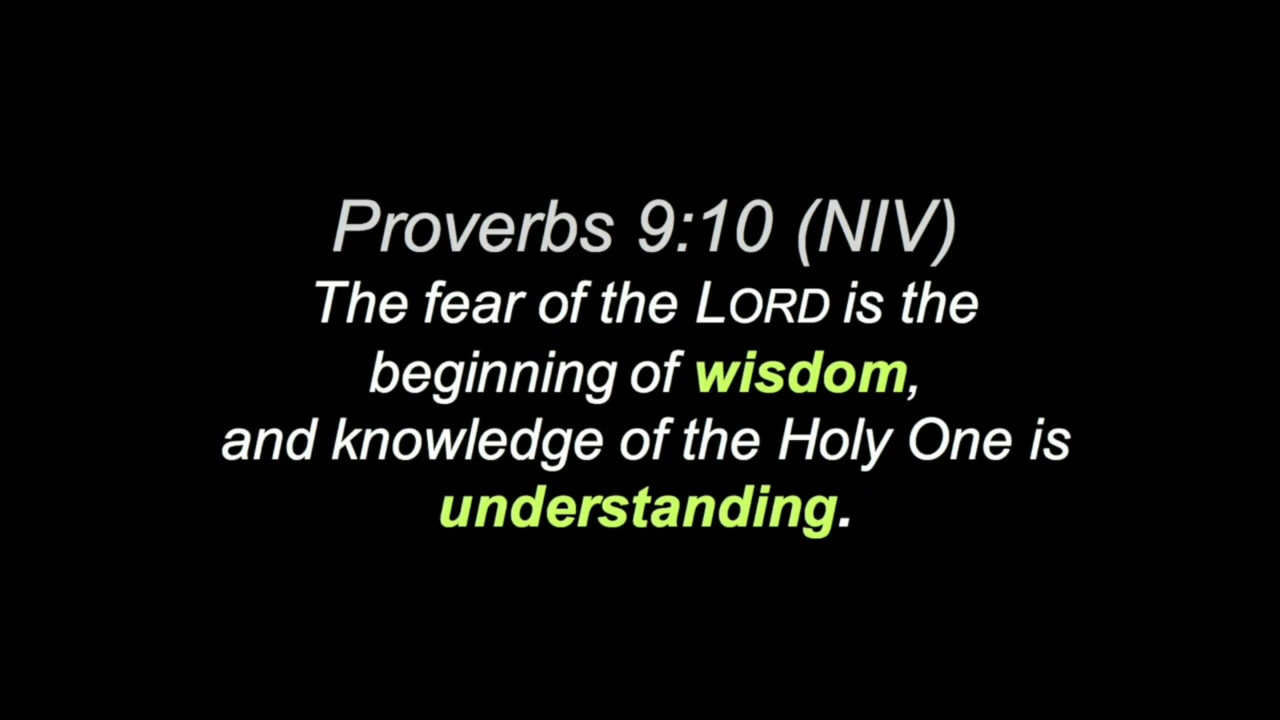 Proverbs 9:10 (NIV)
The fear of the LORD is the
beginning of wisdom,
and knowledge of the Holy One is
understanding.